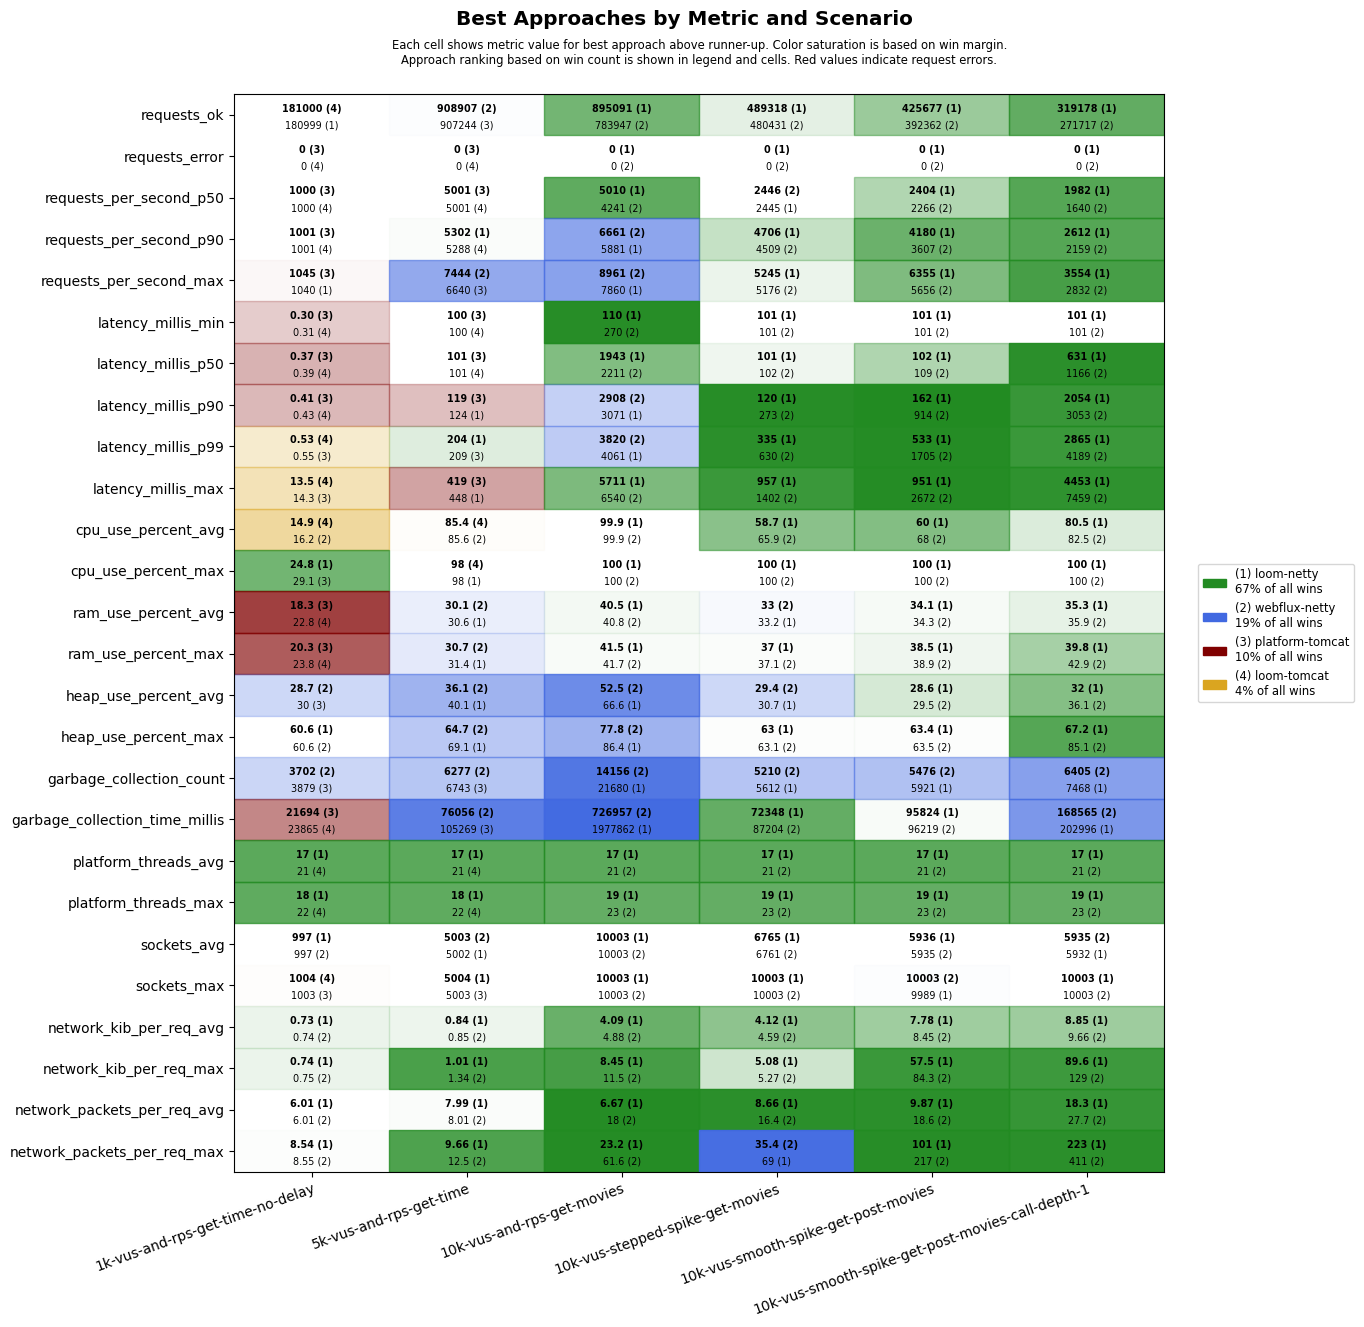 Best Approaches by Metric and Scenario
Each cell shows metric value for best approach above runner-up. Color saturation is based on win margin.
Approach ranking based on win count is shown in legend and cells. Red values indicate request errors.
requests_ok
181000 (4) 908907 (2) 895091 (1) 489318 (1) 425677 (1) 319178 (1)
180999 (1) 907244 (3) 783947 (2) 480431 (2) 392362 (2) 271717 (2)
requests_error
0 (3) 0 (3) 0 (1) 0 (1) 0 (1) 0 (1)
0 (4) 0 (4) 0 (2) 0 (2) 0 (2) 0 (2)
requests_per_second_p50
1000 (3) 5001 (3) 5010 (1) 2446 (2) 2404 (1) 1982 (1)
1000 (4) 5001 (4) 4241 (2) 2445 (1) 2266 (2) 1640 (2)
requests_per_second_p90
1001 (3) 5302 (1) 6661 (2) 4706 (1) 4180 (1) 2612 (1)
1001 (4) 5288 (4) 5881 (1) 4509 (2) 3607 (2) 2159 (2)
requests_per_second_max
1045 (3) 7444 (2) 8961 (2) 5245 (1) 6355 (1) 3554 (1)
1040 (1) 6640 (3) 7860 (1) 5176 (2) 5656 (2) 2832 (2)
latency_millis_min
0.30 (3) 100 (3) 110 (1) 101 (1) 101 (1) 101 (1)
0.31 (4) 100 (4) 270 (2) 101 (2) 101 (2) 101 (2)
latency_millis_p50
0.37 (3) 101 (3) 1943 (1) 101 (1) 102 (1) 631 (1)
0.39 (4) 101 (4) 2211 (2) 102 (2) 109 (2) 1166 (2)
latency_millis_p90
0.41 (3) 119 (3) 2908 (2) 120 (1) 162 (1) 2054 (1)
0.43 (4) 124 (1) 3071 (1) 273 (2) 914 (2) 3053 (2)
latency_millis_p99
0.53 (4) 204 (1) 3820 (2) 335 (1) 533 (1) 2865 (1)
0.55 (3) 209 (3) 4061 (1) 630 (2) 1705 (2) 4189 (2)
latency_millis_max
13.5 (4) 419 (3) 5711 (1) 957 (1) 951 (1) 4453 (1)
14.3 (3) 448 (1) 6540 (2) 1402 (2) 2672 (2) 7459 (2)
cpu_use_percent_avg
14.9 (4) 85.4 (4) 99.9 (1) 58.7 (1) 60 (1) 80.5 (1)
16.2 (2) 85.6 (2) 99.9 (2) 65.9 (2) 68 (2) 82.5 (2)
cpu_use_percent_max
24.8 (1) 98 (4) 100 (1) 100 (1) 100 (1) 100 (1)
29.1 (3) 98 (1) 100 (2) 100 (2) 100 (2) 100 (2)
ram_use_percent_avg
18.3 (3) 30.1 (2) 40.5 (1) 33 (2) 34.1 (1) 35.3 (1)
22.8 (4) 30.6 (1) 40.8 (2) 33.2 (1) 34.3 (2) 35.9 (2)
ram_use_percent_max
20.3 (3) 30.7 (2) 41.5 (1) 37 (1) 38.5 (1) 39.8 (1)
23.8 (4) 31.4 (1) 41.7 (2) 37.1 (2) 38.9 (2) 42.9 (2)
heap_use_percent_avg
28.7 (2) 36.1 (2) 52.5 (2) 29.4 (2) 28.6 (1) 32 (1)
30 (3) 40.1 (1) 66.6 (1) 30.7 (1) 29.5 (2) 36.1 (2)
heap_use_percent_max
60.6 (1) 64.7 (2) 77.8 (2) 63 (1) 63.4 (1) 67.2 (1)
60.6 (2) 69.1 (1) 86.4 (1) 63.1 (2) 63.5 (2) 85.1 (2)
garbage_collection_count
3702 (2) 6277 (2) 14156 (2) 5210 (2) 5476 (2) 6405 (2)
3879 (3) 6743 (3) 21680 (1) 5612 (1) 5921 (1) 7468 (1)
garbage_collection_time_millis
21694 (3) 76056 (2) 726957 (2) 72348 (1) 95824 (1) 168565 (2)
23865 (4) 105269 (3) 1977862 (1) 87204 (2) 96219 (2) 202996 (1)
platform_threads_avg
17 (1) 17 (1) 17 (1) 17 (1) 17 (1) 17 (1)
21 (4) 21 (4) 21 (2) 21 (2) 21 (2) 21 (2)
platform_threads_max
18 (1) 18 (1) 19 (1) 19 (1) 19 (1) 19 (1)
22 (4) 22 (4) 23 (2) 23 (2) 23 (2) 23 (2)
sockets_avg
997 (1) 5003 (2) 10003 (1) 6765 (1) 5936 (1) 5935 (2)
997 (2) 5002 (1) 10003 (2) 6761 (2) 5935 (2) 5932 (1)
sockets_max
1004 (4) 5004 (1) 10003 (1) 10003 (1) 10003 (2) 10003 (1)
1003 (3) 5003 (3) 10003 (2) 10003 (2) 9989 (1) 10003 (2)
network_kib_per_req_avg
0.73 (1) 0.84 (1) 4.09 (1) 4.12 (1) 7.78 (1) 8.85 (1)
0.74 (2) 0.85 (2) 4.88 (2) 4.59 (2) 8.45 (2) 9.66 (2)
network_kib_per_req_max
0.74 (1) 1.01 (1) 8.45 (1) 5.08 (1) 57.5 (1) 89.6 (1)
0.75 (2) 1.34 (2) 11.5 (2) 5.27 (2) 84.3 (2) 129 (2)
network_packets_per_req_avg
6.01 (1) 7.99 (1) 6.67 (1) 8.66 (1) 9.87 (1) 18.3 (1)
6.01 (2) 8.01 (2) 18 (2) 16.4 (2) 18.6 (2) 27.7 (2)
network_packets_per_req_max
8.54 (1) 9.66 (1) 23.2 (1) 35.4 (2) 101 (1) 223 (1)
8.55 (2) 12.5 (2) 61.6 (2) 69 (1) 217 (2) 411 (2)
1k-vus-and-rps-get-time-no-delay
5k-vus-and-rps-get-time
10k-vus-and-rps-get-movies
10k-vus-stepped-spike-get-movies
10k-vus-smooth-spike-get-post-movies
10k-vus-smooth-spike-get-post-movies-call-depth-1
(1) loom-netty
67% of all wins
(2) webflux-netty
19% of all wins
(3) platform-tomcat
10% of all wins
(4) loom-tomcat
4% of all wins